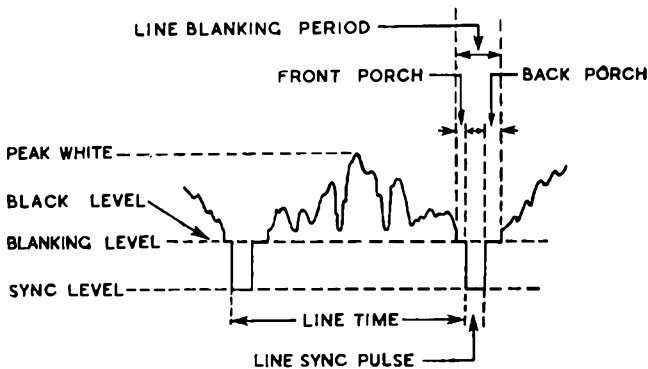 LINE BLANKING PERIOD
FRONT PORCH
BACK PORCH
PEAK WHITE
BLACK LEVEL
BLANKING LEVEL
SYNC LEVEL
LINE TIME
LINE SYNC PULSE